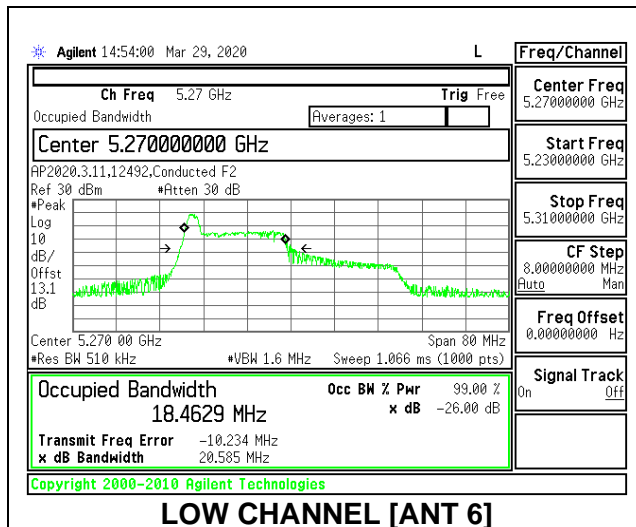 Agilent 14:54:00 Mar 29, 2020 L
Freq/Channel
Ch Freq 5.27 GHz Trig Free
Occupied Bandwidth Averages: 1
Center 5.270000000 GHz
AP2020.3.11,12492,Conducted F2
Ref 30 dBm #Atten 30 dB
#Peak
Log
10
dB/
Offst
13.1
dB
Center 5.270 00 GHz Span 80 MHz
#Res BW 510 kHz #VBW 1.6 MHz Sweep 1.066 ms (1000 pts)
Occupied Bandwidth Occ BW % Pwr 99.00 %
18.4629 MHz x dB -26.00 dB
Transmit Freq Error -10.234 MHz
x dB Bandwidth 20.585 MHz
Copyright 2000-2010 Agilent Technologies
Center Freq
5.27000000 GHz
Start Freq
5.23000000 GHz
Stop Freq
5.31000000 GHz
CF Step
8.00000000 MHz
Auto Man
Freq Offset
0.00000000 Hz
Signal Track
On Off
LOW CHANNEL [ANT 6]